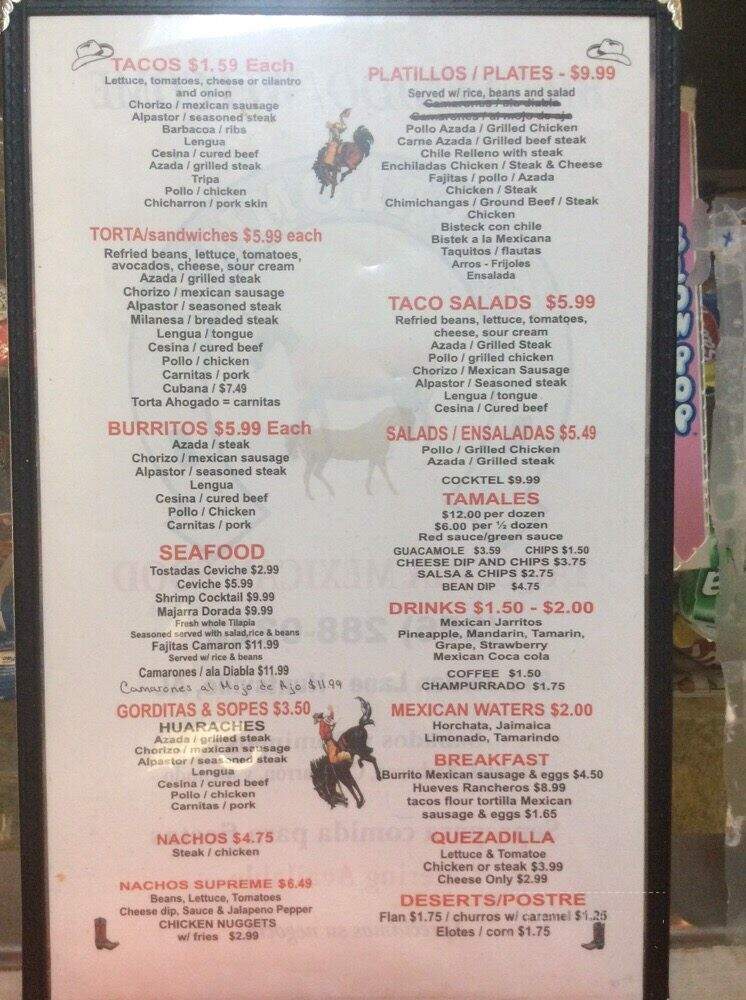 TACOS $1.59 Each
Lettuce, tomatoes, cheese or cilantro
and onion
Chorizo / mexican sausage
Alpastor / seasoned steak
Barbacoa / ribs
Lengua
Cesina / cured beef
Azada / grilled steak
Tripa
Pollo / chicken
Chicharron / pork skin
TORTA/sandwiches $5.99 each
Refried beans, lettuce, tomatoes,
avocados, cheese, sour cream
Azada / grilled steak
Chorizo / mexican sausage
Alpastor / seasoned steak
Milanesa / breaded steak
Lengua / tongue
Cesina / cured beef
Pollo / chicken
Carnitas / pork
Cubana / $7.49
Torta Ahogado = carnitas
BURRITOS $5.99 Each
Azada / steak
Chorizo / mexican sausage
Alpastor / seasoned steak
Lengua
Cesina / cured beef
Pollo / Chicken
Carnitas / pork
SEAFOOD
Tostadas Ceviche $2.99
Ceviche $5.99
Shrimp Cocktail $9.99
Majarra Dorada $9.99
Fresh whole Tilapia
Seasoned served with salad,rice & beans
Fajitas Camaron $11.99
Served w/ rice & beans
Camarones / ala Diabla $11.99
Camarones al Mojo de Ajo $11.99
GORDITAS & SOPES $3.50
HUARACHES
Azada / grilled steak
Chorizo / mexican sausage
Alpastor / seasoned steak
Lengua
Cesina / cured beef
Pollo / chicken
Carnitas / pork
NACHOS $4.75
Steak / chicken
NACHOS SUPREME $6.49
Beans, Lettuce, Tomatoes
Cheese dip, Sauce & Jalapeno Pepper
CHICKEN NUGGETS
w/ fries $2.99
PLATILLOS / PLATES - $9.99
Served w/ rice, beans and salad
Camarones / ala diabla
Camarones / al mojo de ajo
Pollo Azada / Grilled Chicken
Carne Azada / Grilled beef steak
Chile Relleno with steak
Enchiladas Chicken / Steak & Cheese
Fajitas / pollo / Azada
Chicken / Steak
Chimichangas / Ground Beef / Steak
Chicken
Bisteck con chile
Bistek a la Mexicana
Taquitos / flautas
Arros - Frijoles
Ensalada
TACO SALADS $5.99
Refried beans, lettuce, tomatoes,
cheese, sour cream
Azada / Grilled Steak
Pollo / grilled chicken
Chorizo / Mexican Sausage
Alpastor / Seasoned steak
Lengua / tongue
Cesina / Cured beef
SALADS / ENSALADAS $5.49
Pollo / Grilled Chicken
Azada / Grilled steak
COCKTEL $9.99
TAMALES
$12.00 per dozen
$6.00 per ½ dozen
Red sauce/green sauce
GUACAMOLE $3.59 CHIPS $1.50
CHEESE DIP AND CHIPS $3.75
SALSA & CHIPS $2.75
BEAN DIP $4.75
DRINKS $1.50 - $2.00
Mexican Jarritos
Pineapple, Mandarin, Tamarin,
Grape, Strawberry
Mexican Coca cola
COFFEE $1.50
CHAMPURRADO $1.75
MEXICAN WATERS $2.00
Horchata, Jaimaica
Limonado, Tamarindo
BREAKFAST
Burrito Mexican sausage & eggs $4.50
Hueves Rancheros $8.99
tacos flour tortilla Mexican
sausage & eggs $1.65
QUEZADILLA
Lettuce & Tomatoe
Chicken or steak $3.99
Cheese Only $2.99
DESERTS/POSTRE
Flan $1.75 / churros w/ caramel $1.25
Elotes / corn $1.75